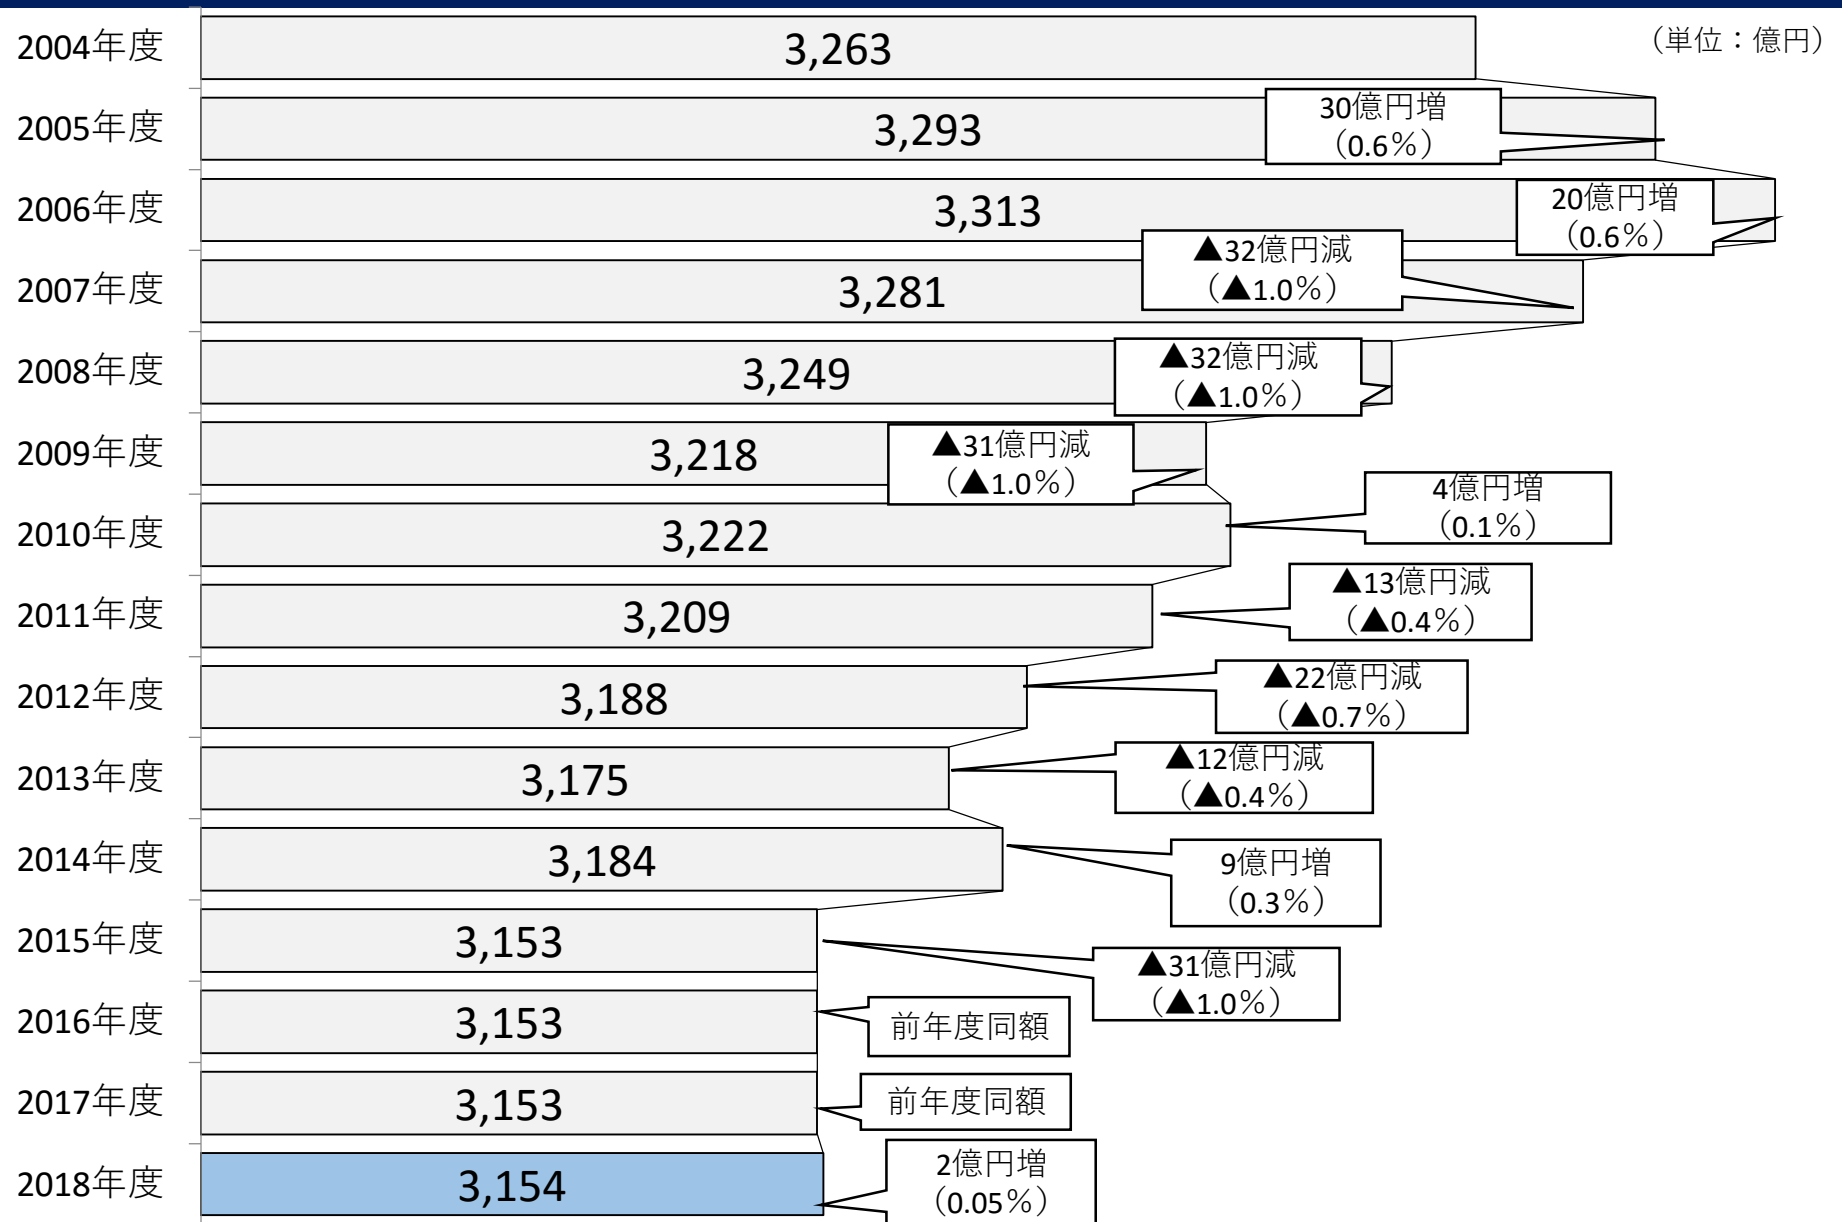 （単位：億円）
2004年度
3,263
2005年度
3,293
30億円増
（0.6％）
2006年度
3,313
20億円増
（0.6％）
2007年度
3,281
▲32億円減
（▲1.0％）
2008年度
3,249
▲32億円減
（▲1.0％）
2009年度
3,218
▲31億円減
（▲1.0％）
2010年度
3,222
4億円増
（0.1％）
2011年度
3,209
▲13億円減
（▲0.4％）
2012年度
3,188
▲22億円減
（▲0.7％）
2013年度
3,175
▲12億円減
（▲0.4％）
2014年度
3,184
9億円増
（0.3％）
2015年度
3,153
▲31億円減
（▲1.0％）
2016年度
3,153
前年度同額
2017年度
3,153
前年度同額
2018年度
3,154
2億円増
（0.05％）